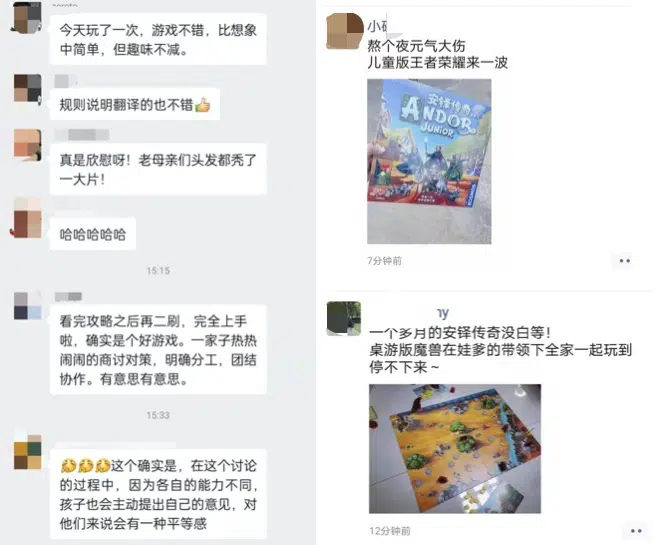 今天玩了一次，游戏不错，比想象
中简单，但趣味不减。
规则说明翻译的也不错👍
真是欣慰呀！老母亲们头发都秃了
一大片！
哈哈哈哈哈
15:15
看完攻略之后再二刷，完全上手
啦，确实是个好游戏。一家子热热
闹闹的商讨对策，明确分工，团结
协作。有意思有意思。
15:33
这个确实是，在这个讨论
的过程中，因为各自的能力不同，
孩子也会主动提出自己的意见，对
他们来说会有一种平等感
小
熬个夜元气大伤
儿童版王者荣耀来一波
安铎传奇
ANDOR
JUNIOR
KOSMOS
7分钟前
一个多月的安铎传奇没白等！
桌游版魔兽在娃爹的带领下全家一起玩到
停不下来～
12分钟前